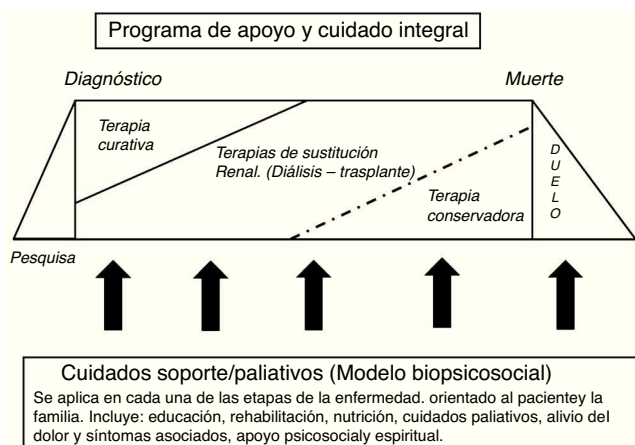 Programa de apoyo y cuidado integral
Diagnóstico
Muerte
Terapia
curativa
Terapias de sustitución
Renal. (Diálisis – trasplante)
Terapia
conservadora
D
U
E
L
O
Pesquisa
Cuidados soporte/paliativos (Modelo biopsicosocial)
Se aplica en cada una de las etapas de la enfermedad. orientado al pacientey la
familia. Incluye: educación, rehabilitación, nutrición, cuidados paliativos, alivio del
dolor y síntomas asociados, apoyo psicosocialy espiritual.